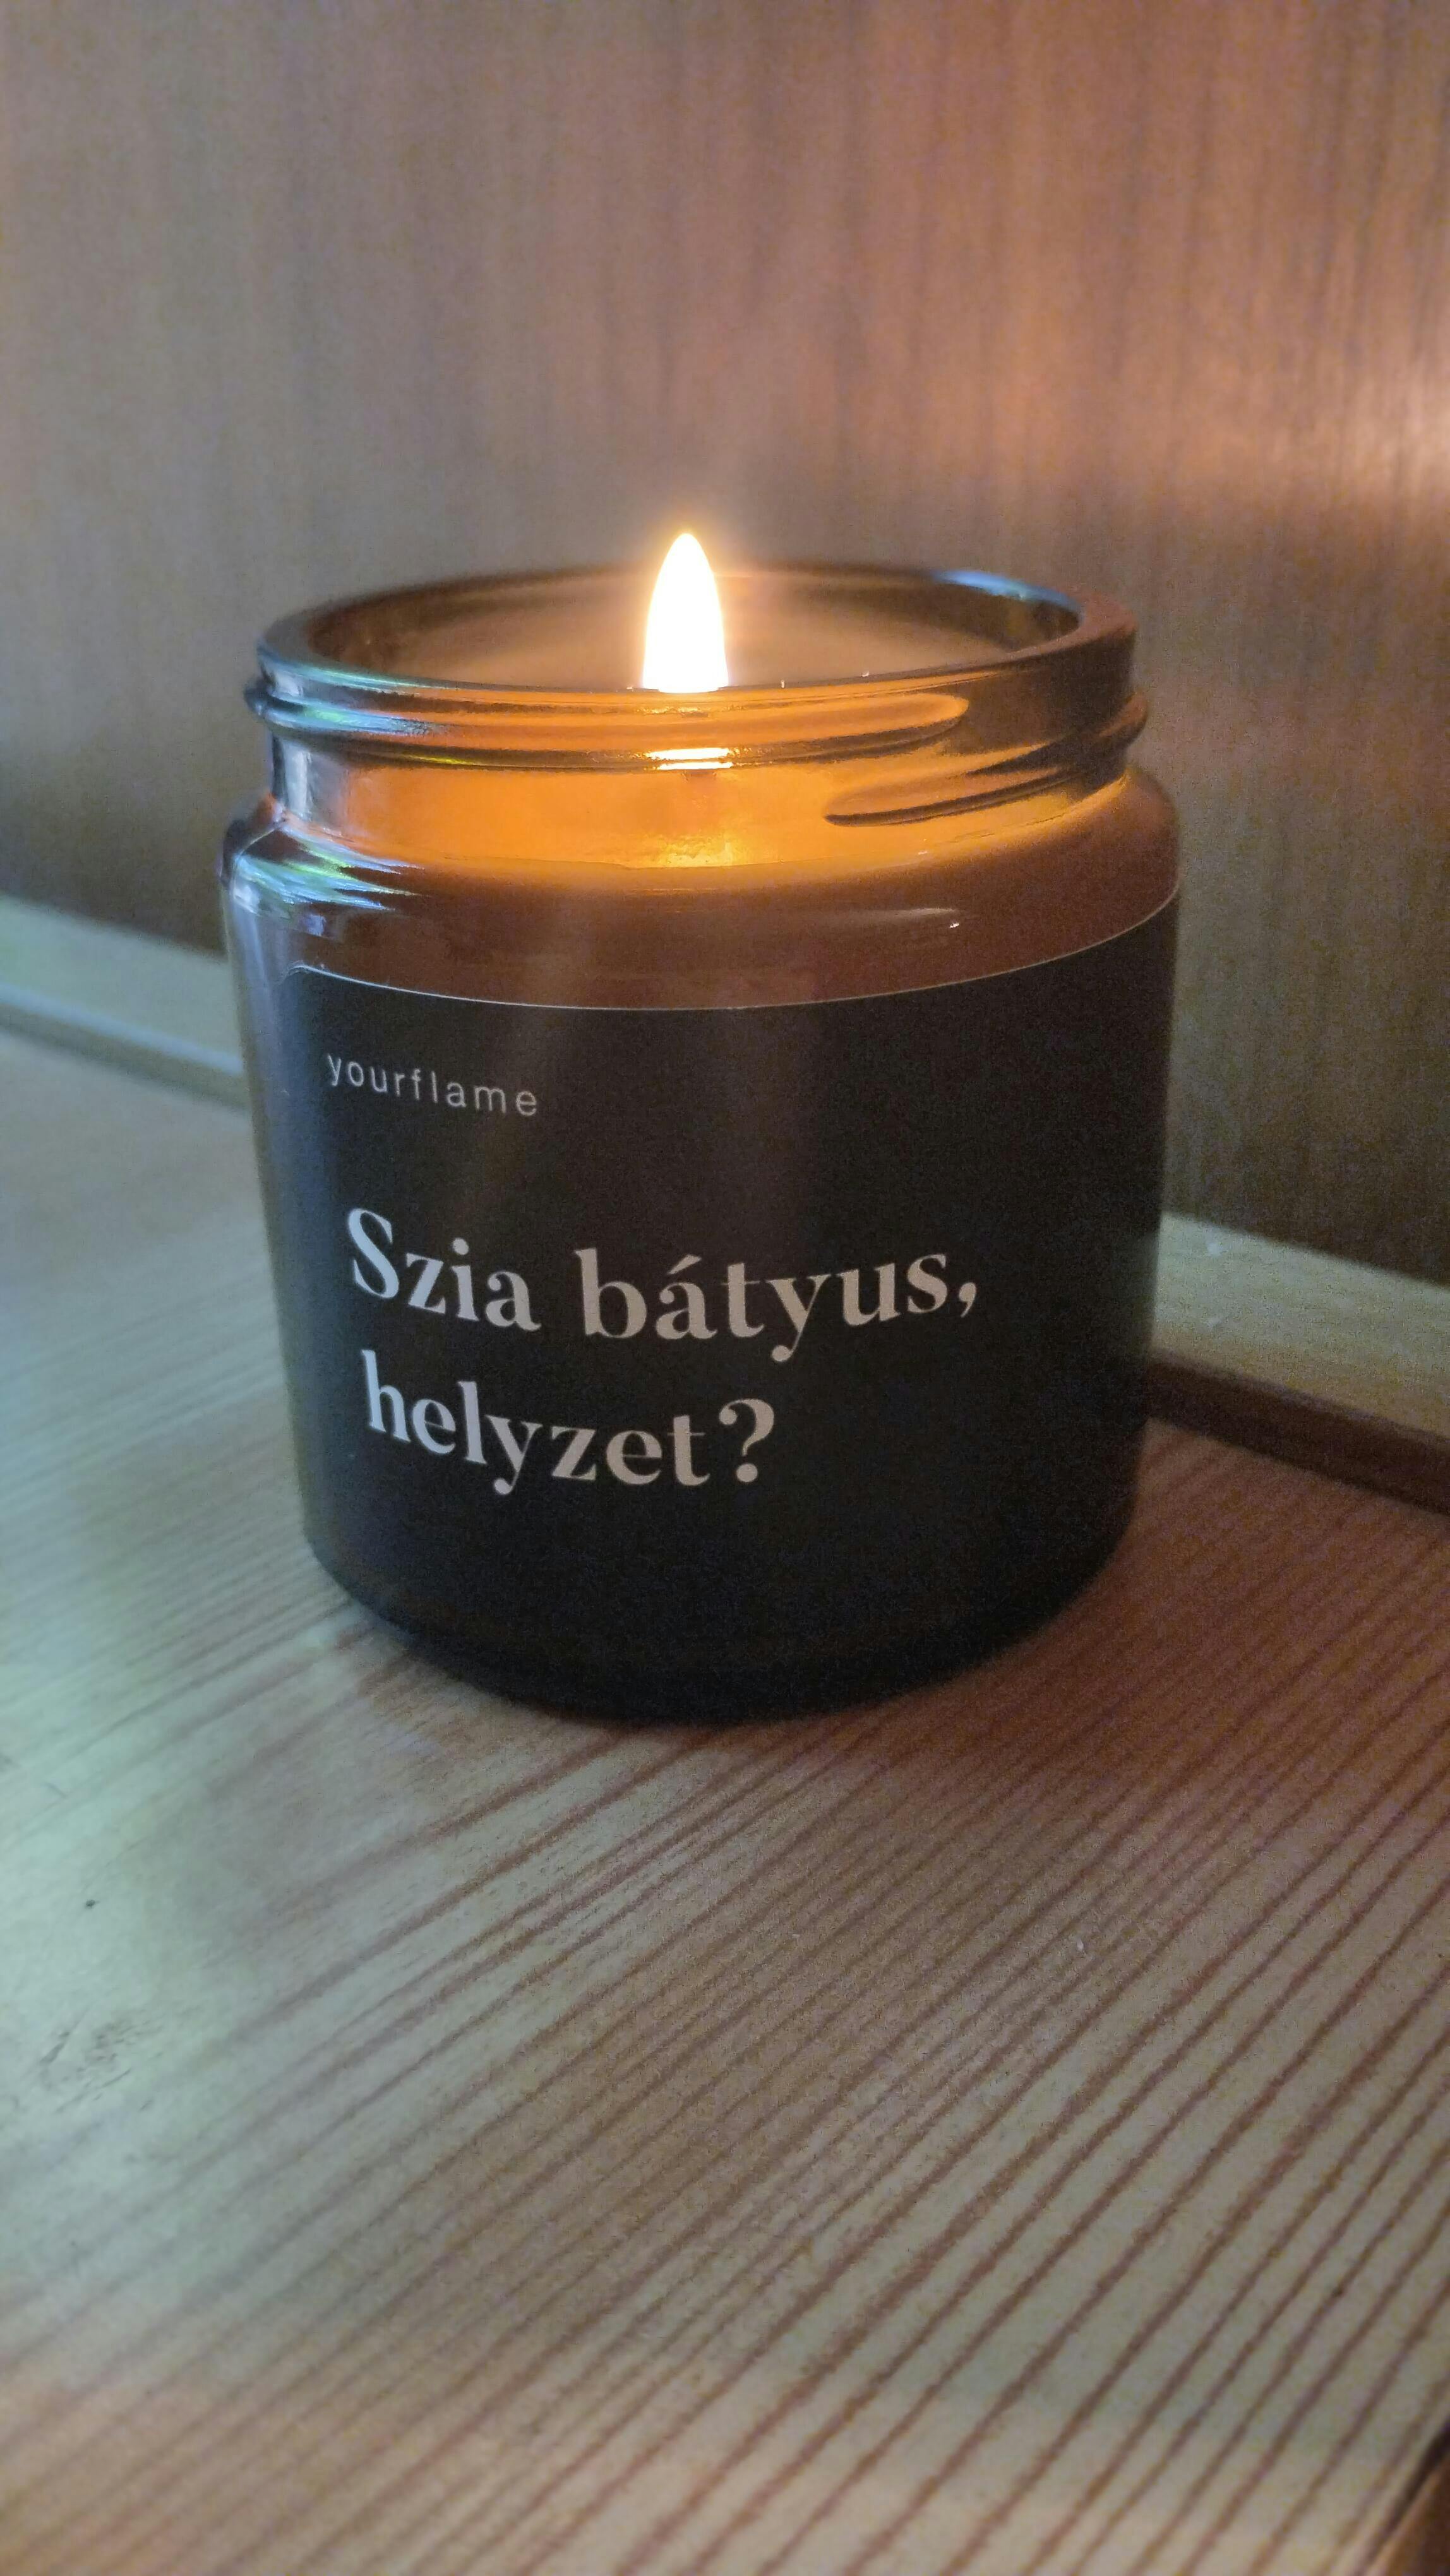 yourflame
Szia bátyus,
helyzet?